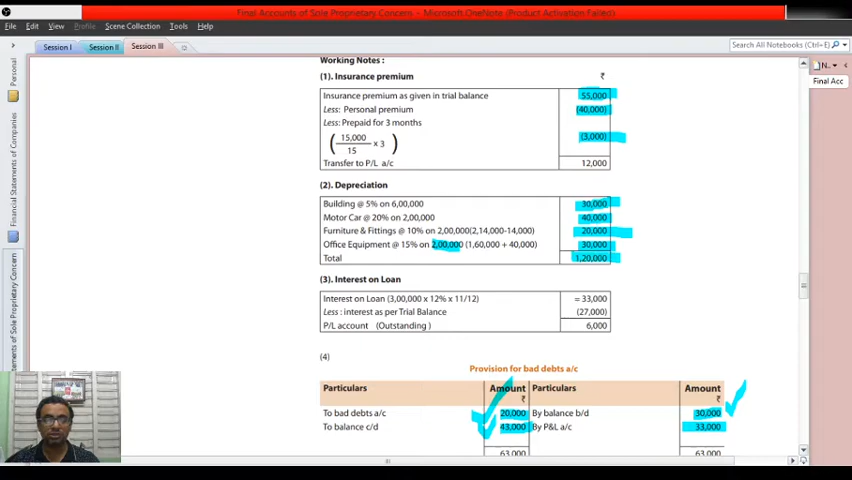 Final Accounts of Sole Proprietary Concern - Microsoft OneNote (Product Activation Failed)
File Edit View Profile Scene Collection Tools Help
Session I Session II Session III Search All Notebooks (Ctrl+E)
Personal
Financial Statements of Companies
N..
Final Acc
Working Notes :
(1). Insurance premium ₹
Insurance premium as given in trial balance 55,000
Less: Personal premium (40,000)
Less: Prepaid for 3 months
(15,000/15 x 3) (3,000)
Transfer to P/L a/c 12,000
(2). Depreciation
Building @ 5% on 6,00,000 30,000
Motor Car @ 20% on 2,00,000 40,000
Furniture & Fittings @ 10% on 2,00,000(2,14,000-14,000) 20,000
Office Equipment @ 15% on 2,00,000 (1,60,000 + 40,000) 30,000
Total 1,20,000
(3). Interest on Loan
Interest on Loan (3,00,000 x 12% x 11/12) = 33,000
Less : interest as per Trial Balance (27,000)
P/L account (Outstanding ) 6,000
(4)
Provision for bad debts a/c
Particulars Amount Particulars Amount
₹ ₹
To bad debts a/c 20,000 By balance b/d 30,000
To balance c/d 43,000 By P&L a/c 33,000
63,000 63,000